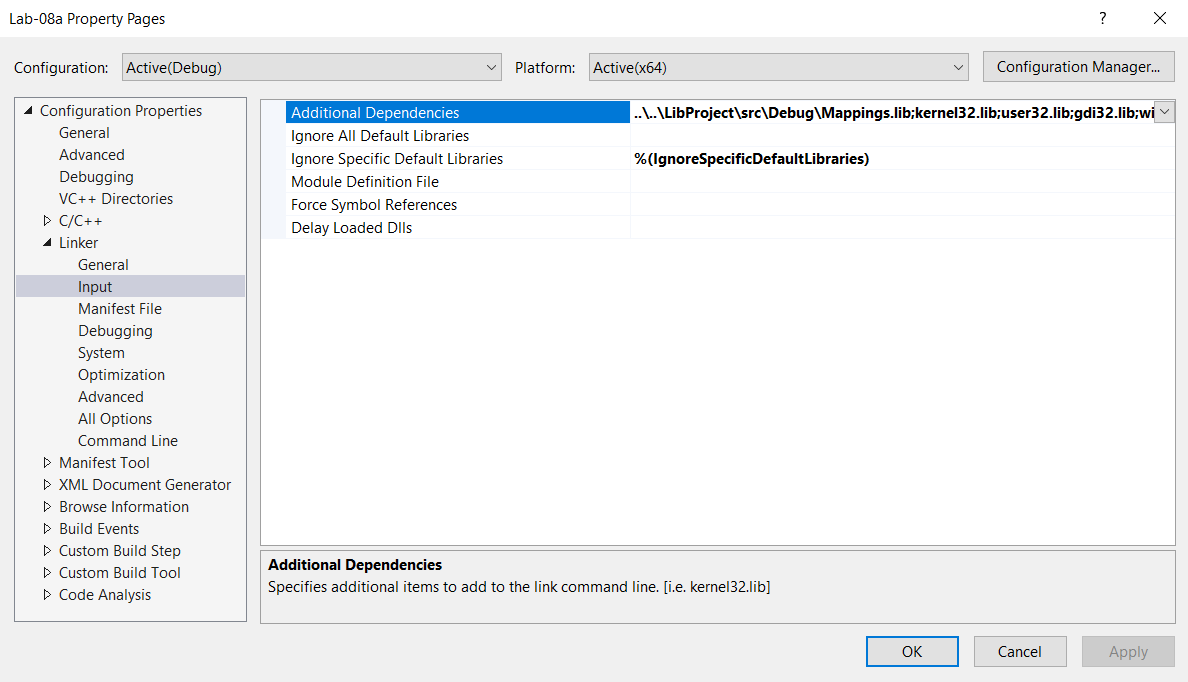 Lab-08a Property Pages
?
Configuration: Active(Debug) Platform: Active(x64) Configuration Manager...
Configuration Properties
General
Advanced
Debugging
VC++ Directories
C/C++
Linker
General
Input
Manifest File
Debugging
System
Optimization
Advanced
All Options
Command Line
Manifest Tool
XML Document Generator
Browse Information
Build Events
Custom Build Step
Custom Build Tool
Code Analysis
Additional Dependencies ..\..\LibProject\src\Debug\Mappings.lib;kernel32.lib;user32.lib;gdi32.lib;wi
Ignore All Default Libraries
Ignore Specific Default Libraries %(IgnoreSpecificDefaultLibraries)
Module Definition File
Force Symbol References
Delay Loaded Dlls
Additional Dependencies
Specifies additional items to add to the link command line. [i.e. kernel32.lib]
OK Cancel Apply